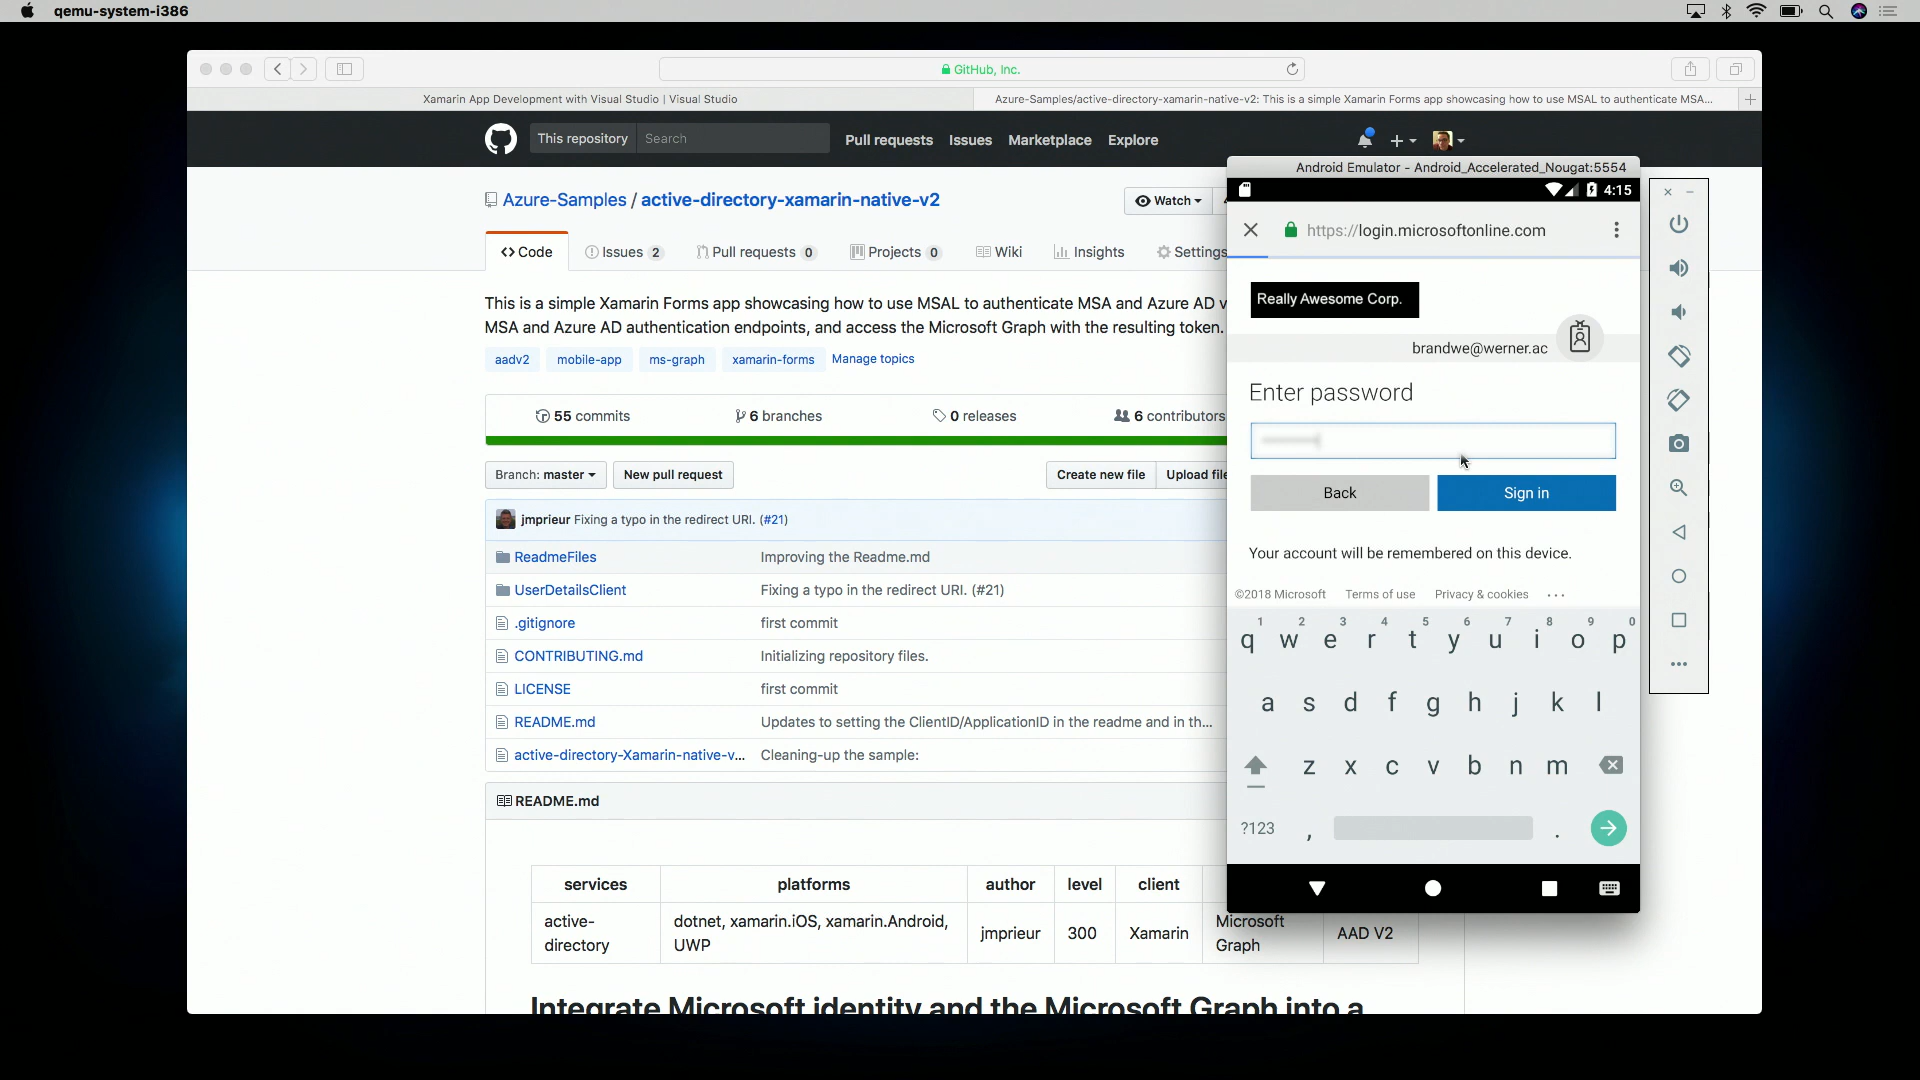 qemu-system-i386
GitHub, Inc.
Xamarin App Development with Visual Studio | Visual Studio
Azure-Samples/active-directory-xamarin-native-v2: This is a simple Xamarin Forms app showcasing how to use MSAL to authenticate MSA...
This repository Search Pull requests Issues Marketplace Explore
Azure-Samples / active-directory-xamarin-native-v2
Watch
Code Issues 2 Pull requests 0 Projects 0 Wiki Insights Settings
This is a simple Xamarin Forms app showcasing how to use MSAL to authenticate MSA and Azure AD v
MSA and Azure AD authentication endpoints, and access the Microsoft Graph with the resulting token.
aadv2 mobile-app ms-graph xamarin-forms Manage topics
55 commits 6 branches 0 releases 6 contributors
Branch: master New pull request Create new file Upload file
jmprieur Fixing a typo in the redirect URI. (#21)
ReadmeFiles Improving the Readme.md
UserDetailsClient Fixing a typo in the redirect URI. (#21)
.gitignore first commit
CONTRIBUTING.md Initializing repository files.
LICENSE first commit
README.md Updates to setting the ClientID/ApplicationID in the readme and in th...
active-directory-Xamarin-native-v... Cleaning-up the sample:
README.md
services platforms author level client
active-directory dotnet, xamarin.iOS, xamarin.Android, UWP jmprieur 300 Xamarin Microsoft Graph AAD V2
Integrate Microsoft identity and the Microsoft Graph into a
Android Emulator - Android_Accelerated_Nougat:5554
4:15
https://login.microsoftonline.com
Really Awesome Corp.
brandwe@werner.ac
Enter password
Back Sign in
Your account will be remembered on this device.
©2018 Microsoft Terms of use Privacy & cookies ...
1 2 3 4 5 6 7 8 9 0
q w e r t y u i o p
a s d f g h j k l
z x c v b n m
?123 , .